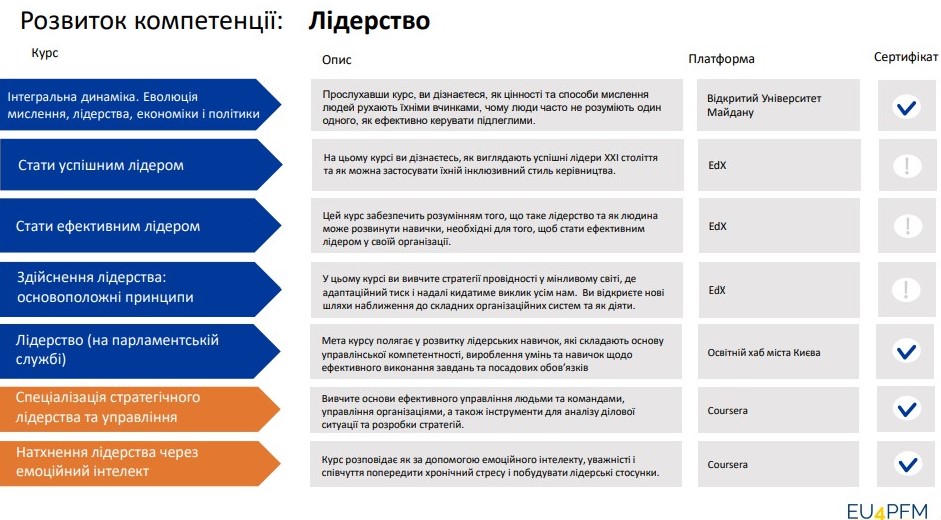 Розвиток компетенції: Лідерство
Курс
Опис
Платформа
Сертифікат
Інтегральна динаміка. Еволюція
мислення, лідерства, економіки і політики
Прослухавши курс, ви дізнаєтеся, як цінності та способи мислення
людей рухають їхніми вчинками, чому люди часто не розуміють один
одного, як ефективно керувати підлеглими.
Відкритий Університет
Майдану
Стати успішним лідером
На цьому курсі ви дізнаєтесь, як виглядають успішні лідери XXI століття
та як можна застосувати їхній інклюзивний стиль керівництва.
EdX
Стати ефективним лідером
Цей курс забезпечить розумінням того, що таке лідерство та як людина
може розвинути навички, необхідні для того, щоб стати ефективним
лідером у своїй організації.
EdX
Здійснення лідерства:
основоположні принципи
У цьому курсі ви вивчите стратегії провідності у мінливому світі, де
адаптаційний тиск і надалі кидатиме виклик усім нам. Ви відкриєте нові
шляхи наближення до складних організаційних систем та як діяти.
EdX
Лідерство (на парламентській
службі)
Мета курсу полягає у розвитку лідерських навичок, які складають основу
управлінської компетентності, вироблення умінь та навичок щодо
ефективного виконання завдань та посадових обов’язків
Освітній хаб міста Києва
Спеціалізація стратегічного
лідерства та управління
Вивчите основи ефективного управління людьми та командами,
управління організаціями, а також інструменти для аналізу ділової
ситуації та розробки стратегій.
Coursera
Натхнення лідерства через
емоційний інтелект
Курс розповідає як за допомогою емоційного інтелекту, уважності і
співчуття попередити хронічний стресу і побудувати лідерські стосунки.
Coursera
EU4PFM